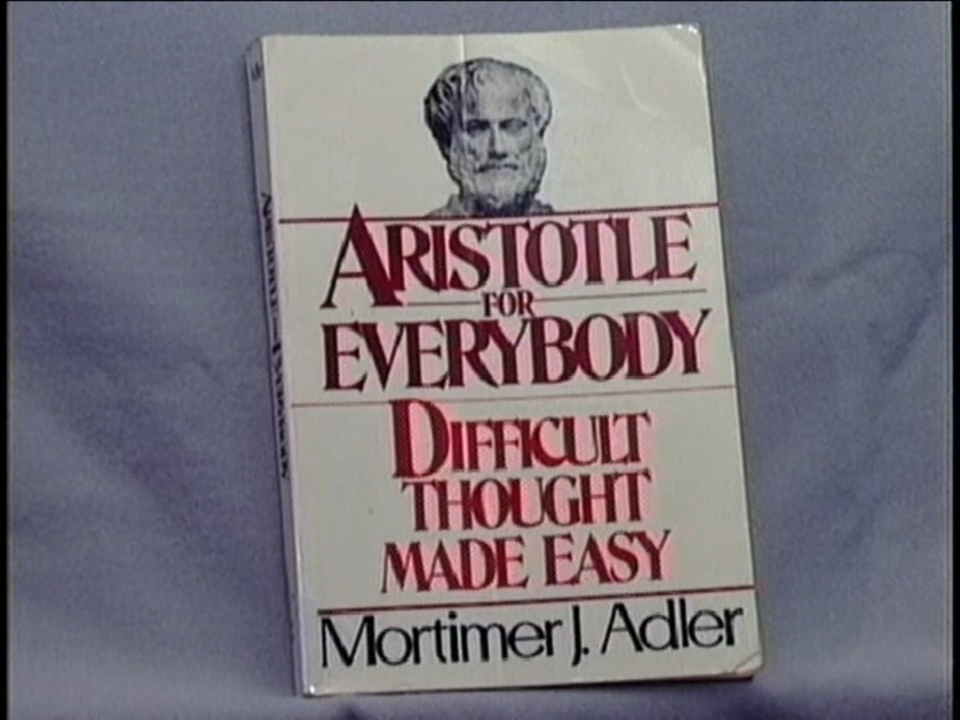 ARISTOTLE
FOR
EVERYBODY
DIFFICULT
THOUGHT
MADE EASY
Mortimer J. Adler